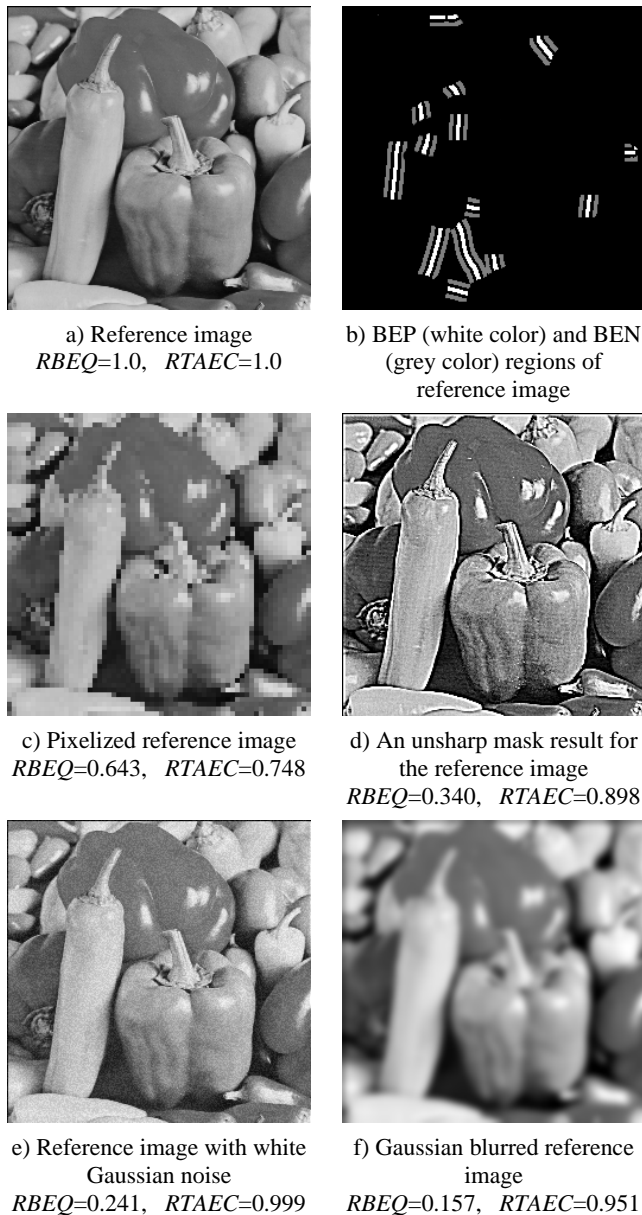 a) Reference image
RBEQ=1.0, RTAEC=1.0
b) BEP (white color) and BEN
(grey color) regions of
reference image
c) Pixelized reference image
RBEQ=0.643, RTAEC=0.748
d) An unsharp mask result for
the reference image
RBEQ=0.340, RTAEC=0.898
e) Reference image with white
Gaussian noise
RBEQ=0.241, RTAEC=0.999
f) Gaussian blurred reference
image
RBEQ=0.157, RTAEC=0.951